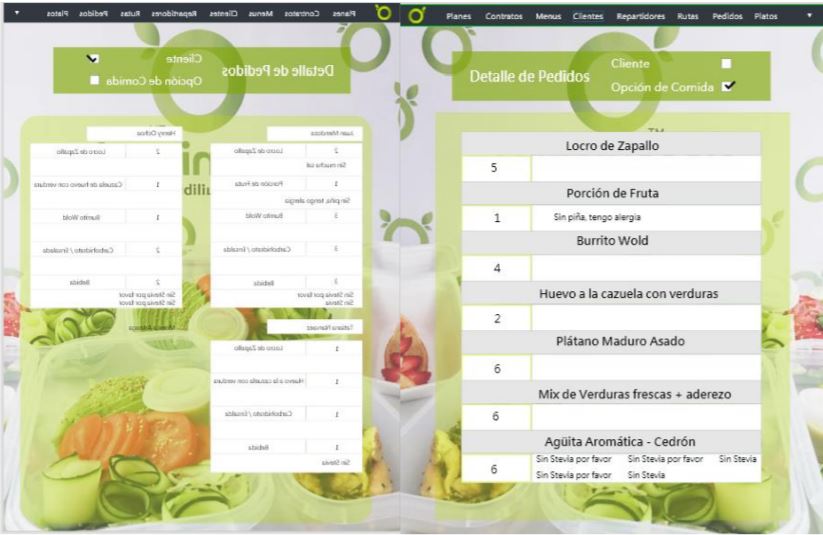 Planes Contratos Menus Clientes Repartidores Rutas Pedidos Platos
Detalle de Pedidos
Cliente
Opción de Comida
Juan Mendoza
2 Locro de Zapallo
Sin mucha sal
1 Porción de Fruta
Sin piña, tengo alergia
3 Burrito Wold
3 Carbohidrato / Ensalda
3 Bebida
Sin Stevia por favor
Sin Stevia
Henry Ochoa
2 Locro de Zapallo
1 Cazuela de huevo con verdura
1 Burrito Wold
2 Carbohidrato / Ensalada
2 Bebida
Sin Stevia por favor
Sin Stevia por favor
Tatiana Narvaez
1 Locro de Zapallo
1 Huevo a la cazuela con verdura
1 Carbohidrato / Ensalda
1 Bebida
Sin Stevia
Planes Contratos Menus Clientes Repartidores Rutas Pedidos Platos
Detalle de Pedidos
Cliente
Opción de Comida
Locro de Zapallo
5
Porción de Fruta
1 Sin piña, tengo alergia
Burrito Wold
4
Huevo a la cazuela con verduras
2
Plátano Maduro Asado
6
Mix de Verduras frescas + aderezo
6
Agüita Aromática - Cedrón
6 Sin Stevia por favor Sin Stevia por favor Sin Stevia
Sin Stevia por favor Sin Stevia